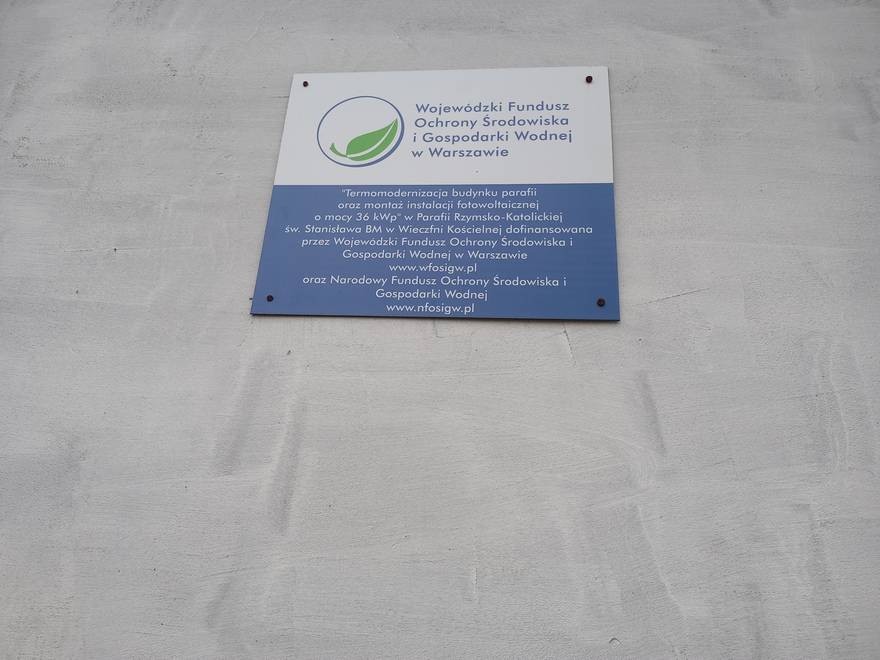 Wojewódzki Fundusz
Ochrony Środowiska
i Gospodarki Wodnej
w Warszawie
"Termomodernizacja budynku parafii
oraz montaż instalacji fotowoltaicznej
o mocy 36 kWp" w Parafii Rzymsko-Katolickiej
św. Stanisława BM w Wieczfni Kościelnej dofinansowana
przez Wojewódzki Fundusz Ochrony Środowiska i
Gospodarki Wodnej w Warszawie
www.wfosigw.pl
oraz Narodowy Fundusz Ochrony Środowiska i
Gospodarki Wodnej
www.nfosigw.pl